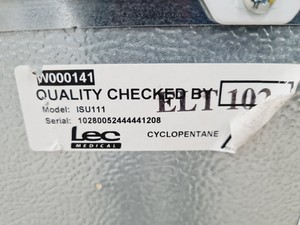 W000141
QUALITY CHECKED BY ELT 102
Model: ISU111
Serial: 10280052444441208
Lec CYCLOPENTANE
MEDICAL